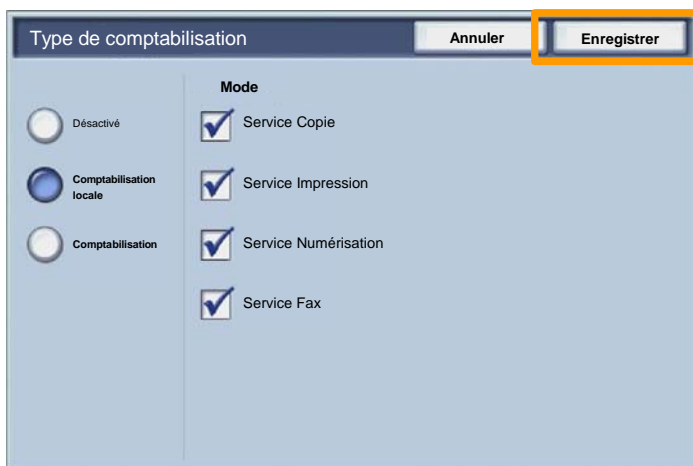 Type de comptabilisation
Annuler
Enregistrer
Mode
Désactivé
Service Copie
Comptabilisation
locale
Service Impression
Comptabilisation
Service Numérisation
Service Fax